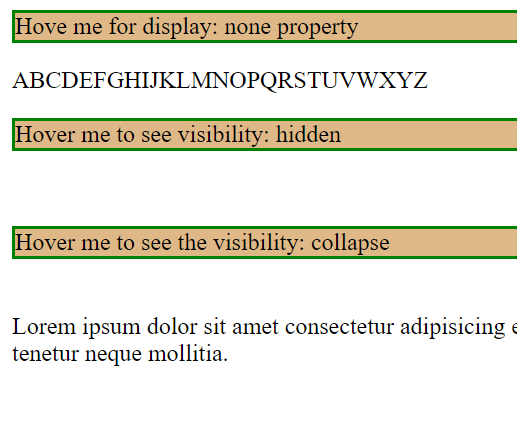 Hove me for display: none property
ABCDEFGHIJKLMNOPQRSTUVWXYZ
Hover me to see visibility: hidden
Hover me to see the visibility: collapse
Lorem ipsum dolor sit amet consectetur adipisicing
tenetur neque mollitia.